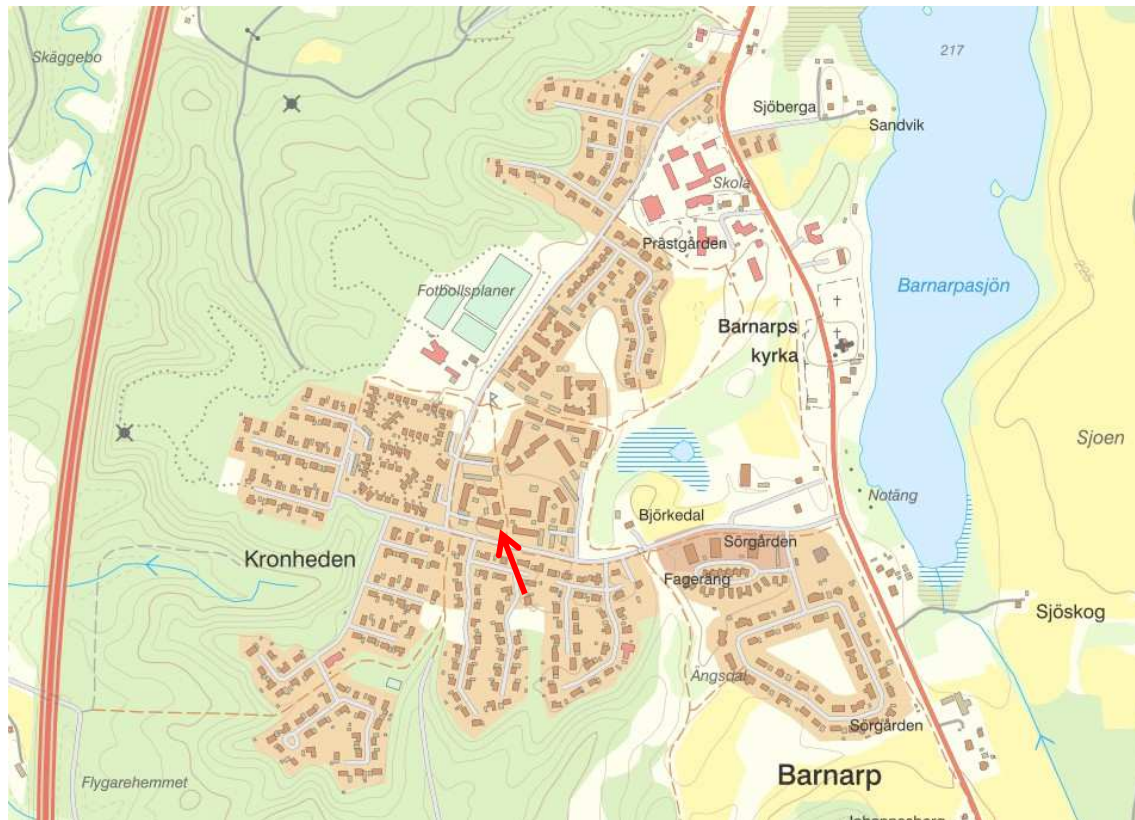 Skäggebo
217
Sjöberga
Sandvik
Skola
Prästgården
225
Barnarpasjön
Fotbollsplaner
Barnarps
kyrka
Sjoen
Notäng
Björkedal
Sörgården
Kronheden
Fageräng
Sjöskog
Ängsdal
Sörgården
Barnarp
Flygarehemmet